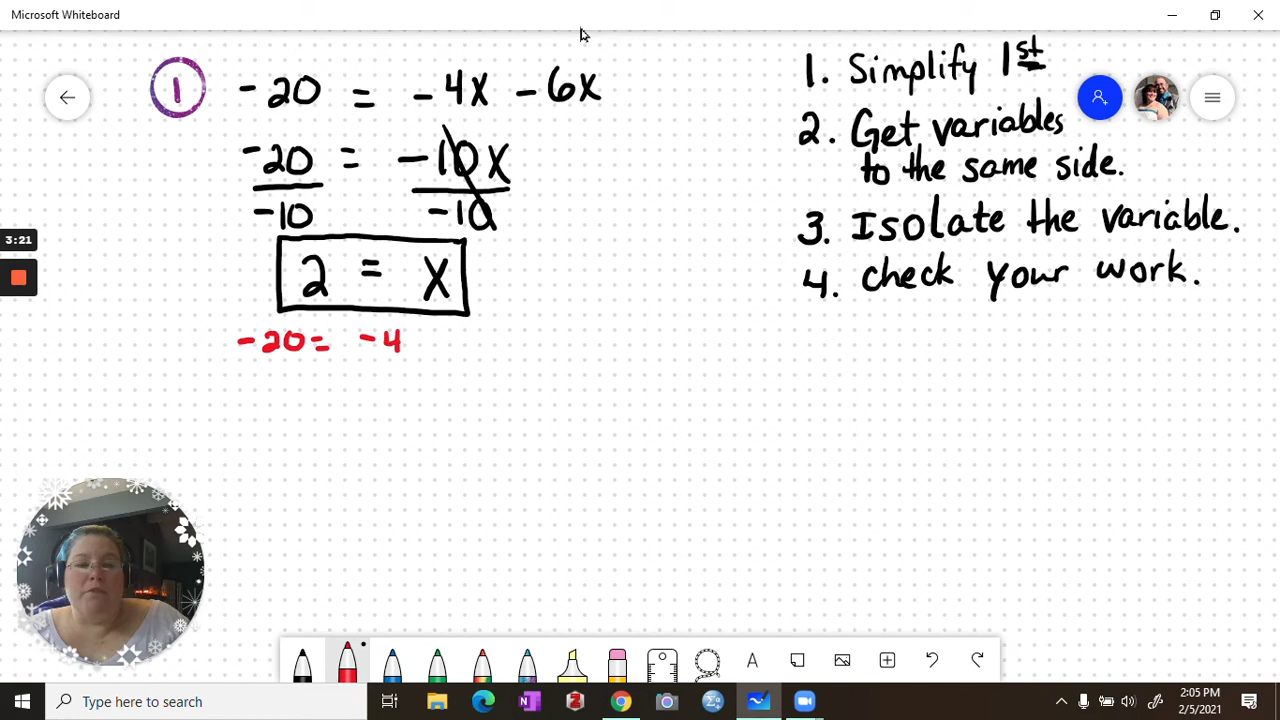 Microsoft Whiteboard
1 -20 = -4x - 6x
-20 = -10x
-10 -10
2 = x
-20 = -4
1. Simplify 1st
2. Get variables
to the same side.
3. Isolate the variable.
4. check your work.
3:21
Type here to search
2:05 PM
2/5/2021